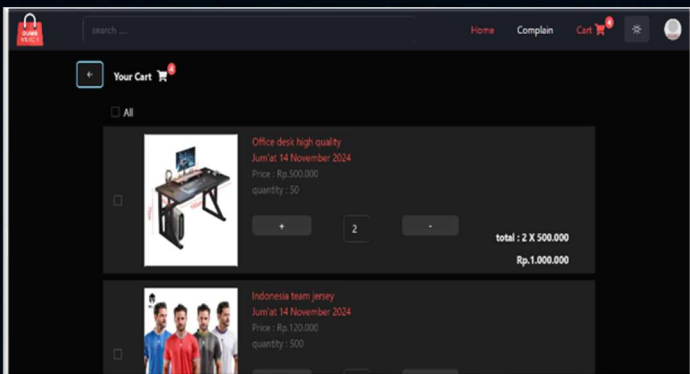 search ...
Home
Complain
Cart
4
Your Cart
4
All
Office desk high quality
Jum'at 14 November 2024
Price : Rp.500.000
quantity : 50
+
2
-
total : 2 X 500.000
Rp.1.000.000
Indonesia team jersey
Jum'at 14 November 2024
Price : Rp.120.000
quantity : 500